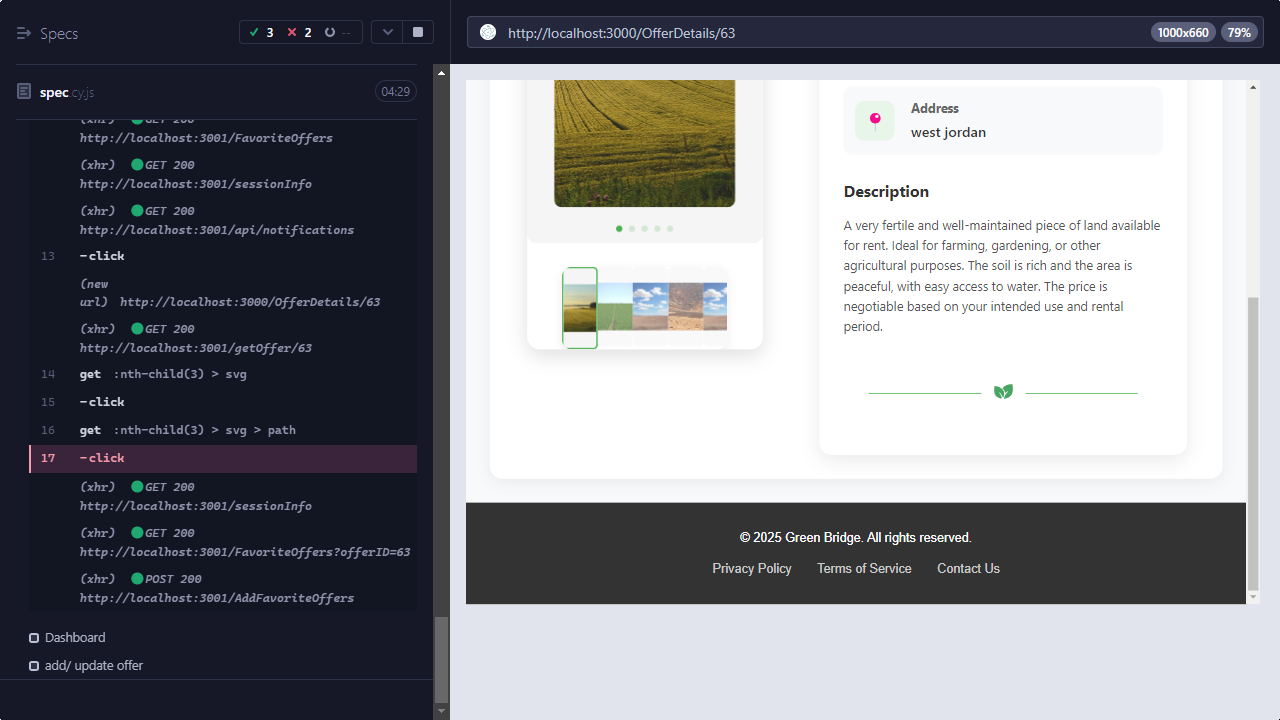 Specs
3
2
--
http://localhost:3000/OfferDetails/63
1000x660
79%
spec.cy.js
04:29
(xhr) GET 200
http://localhost:3001/FavoriteOffers
(xhr) GET 200
http://localhost:3001/sessionInfo
(xhr) GET 200
http://localhost:3001/api/notifications
13 -click
(new
url) http://localhost:3000/OfferDetails/63
(xhr) GET 200
http://localhost:3001/getOffer/63
14 get :nth-child(3) > svg
15 -click
16 get :nth-child(3) > svg > path
17 -click
(xhr) GET 200
http://localhost:3001/sessionInfo
(xhr) GET 200
http://localhost:3001/FavoriteOffers?offerID=63
(xhr) POST 200
http://localhost:3001/AddFavoriteOffers
Dashboard
add/ update offer
Address
west jordan
Description
A very fertile and well-maintained piece of land available
for rent. Ideal for farming, gardening, or other
agricultural purposes. The soil is rich and the area is
peaceful, with easy access to water. The price is
negotiable based on your intended use and rental
period.
© 2025 Green Bridge. All rights reserved.
Privacy Policy Terms of Service Contact Us